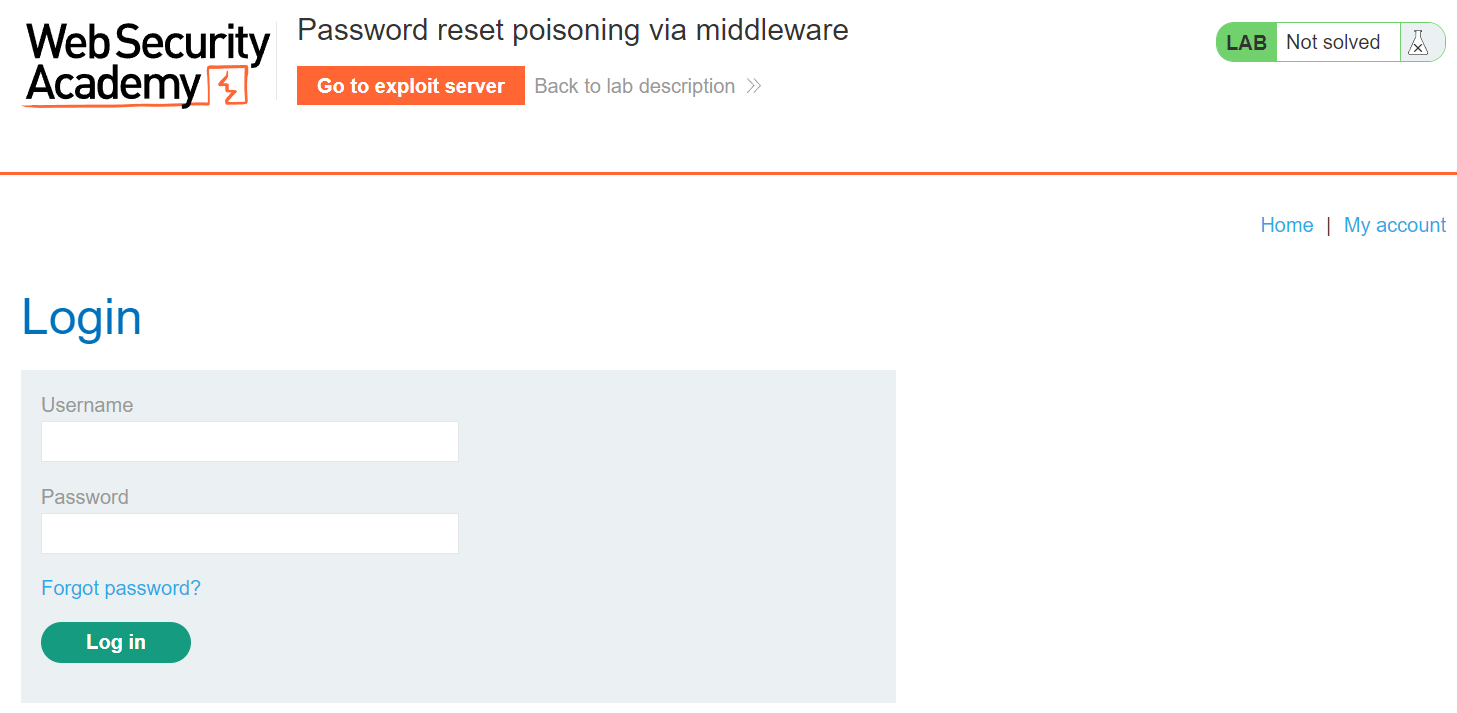 Web Security
Academy
Password reset poisoning via middleware
Go to exploit server
Back to lab description
LAB Not solved
Home | My account
Login
Username
Password
Forgot password?
Log in